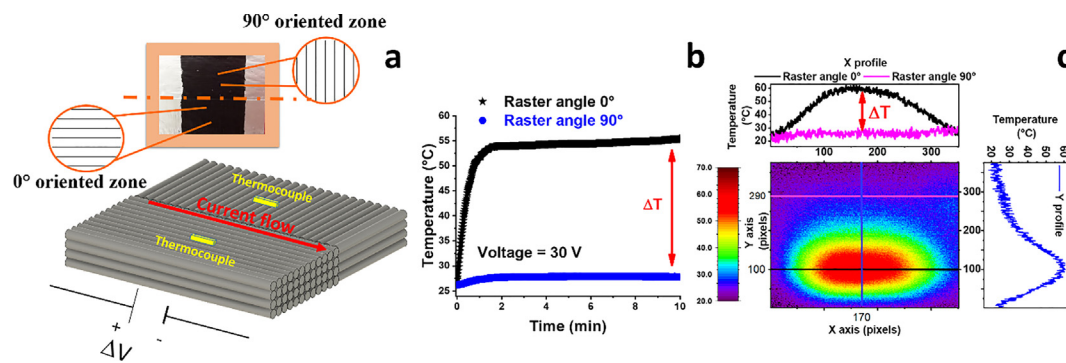 90° oriented zone
0° oriented zone
Thermocouple
Current flow
Thermocouple
+
-
ΔV
a
Raster angle 0°
Raster angle 90°
Temperature (°C)
60
55
50
45
40
35
30
25
ΔT
Voltage = 30 V
0 2 4 6 8 10
Time (min)
b
X profile
Raster angle 0° Raster angle 90°
Temperature
(°C)
60
50
40
30
20
ΔT
100 200 300
70.0
60.0
50.0
40.0
30.0
20.0
Y axis
(pixels)
290
100
170
X axis (pixels)
Temperature
(°C)
20 30 40 50 60
300
200
100
Y profile